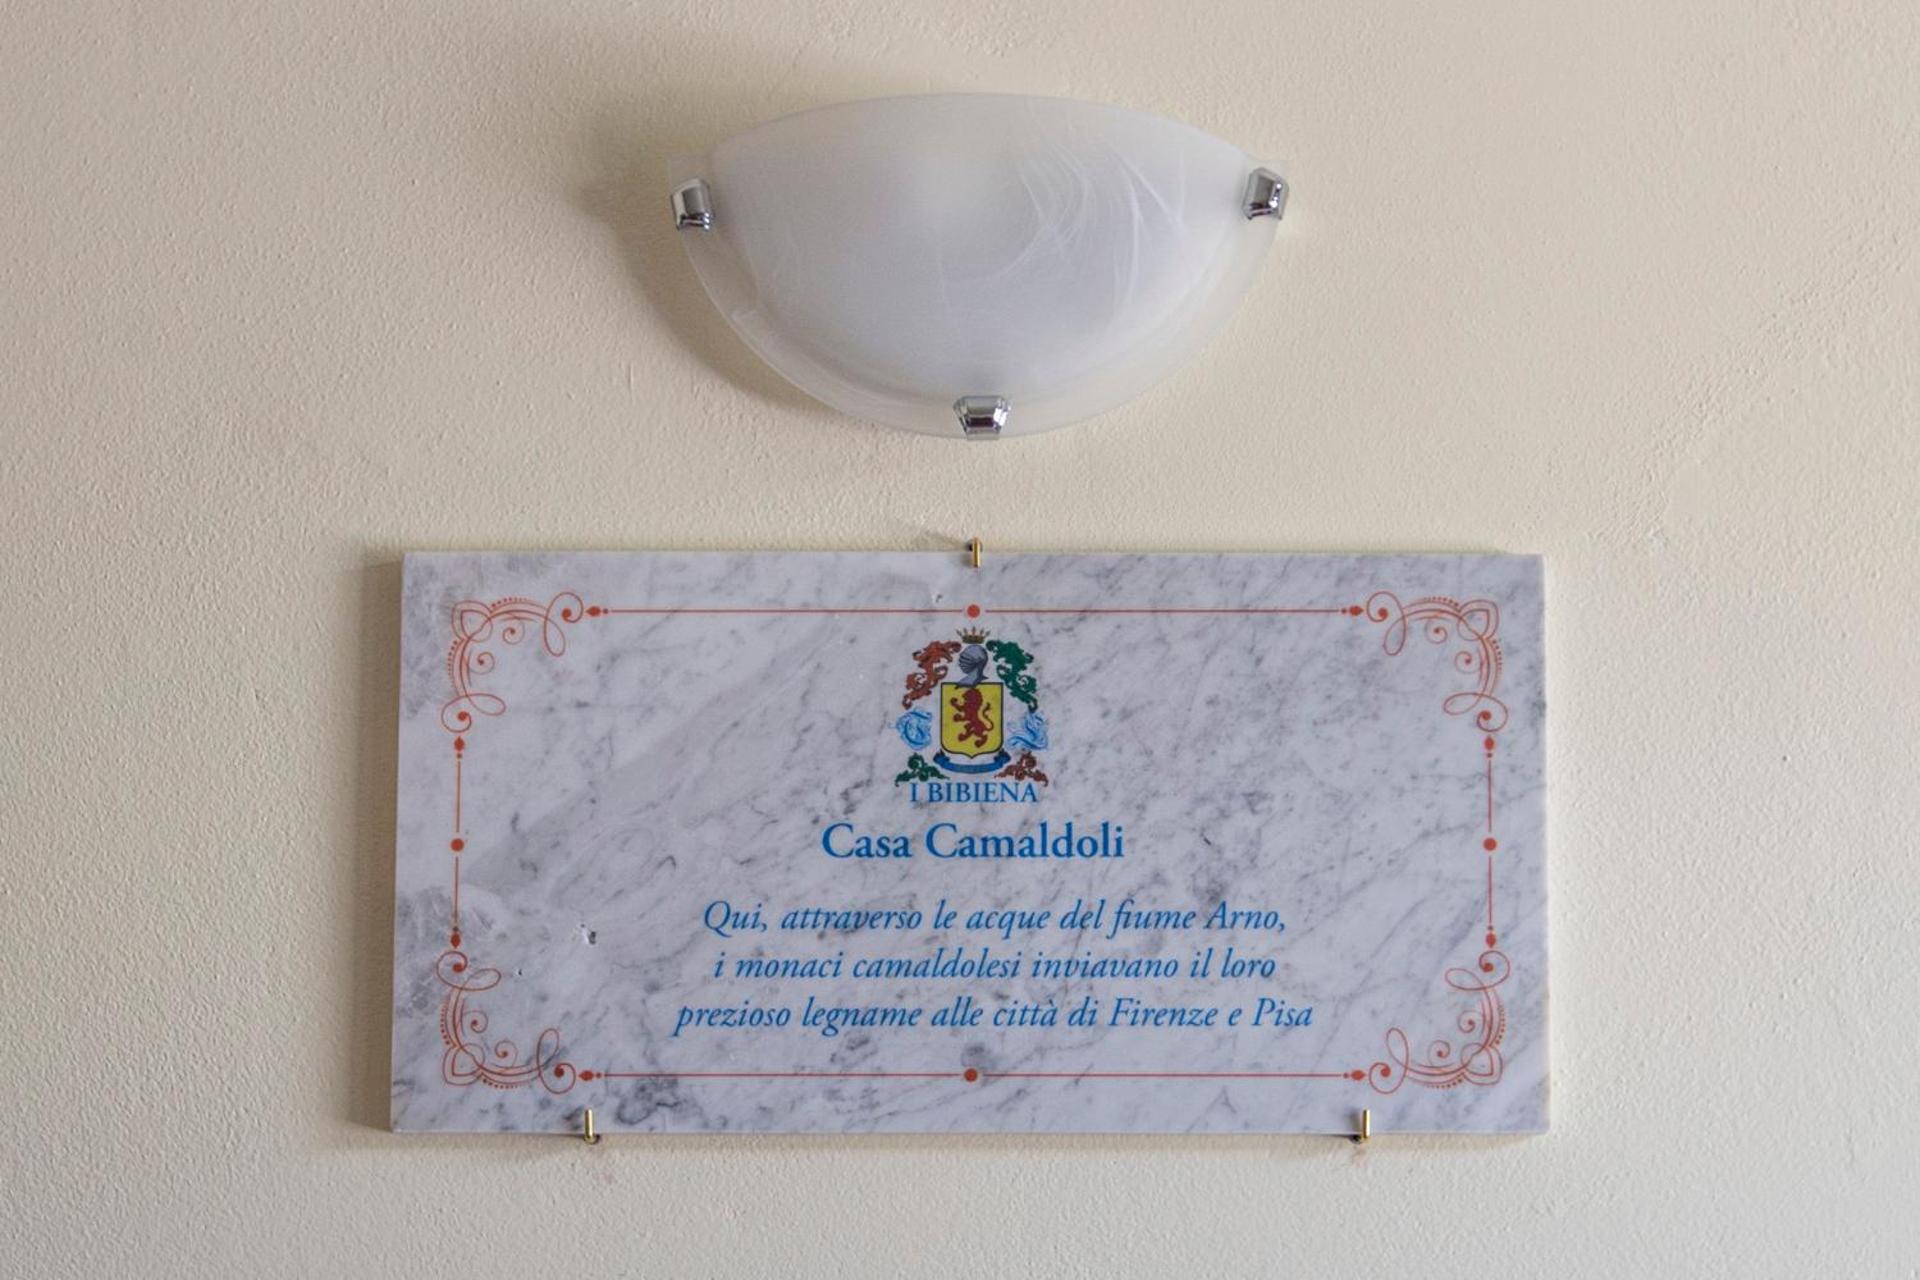 I BIBIENA
Casa Camaldoli
Qui, attraverso le acque del fiume Arno,
i monaci camaldolesi inviavano il loro
prezioso legname alle città di Firenze e Pisa